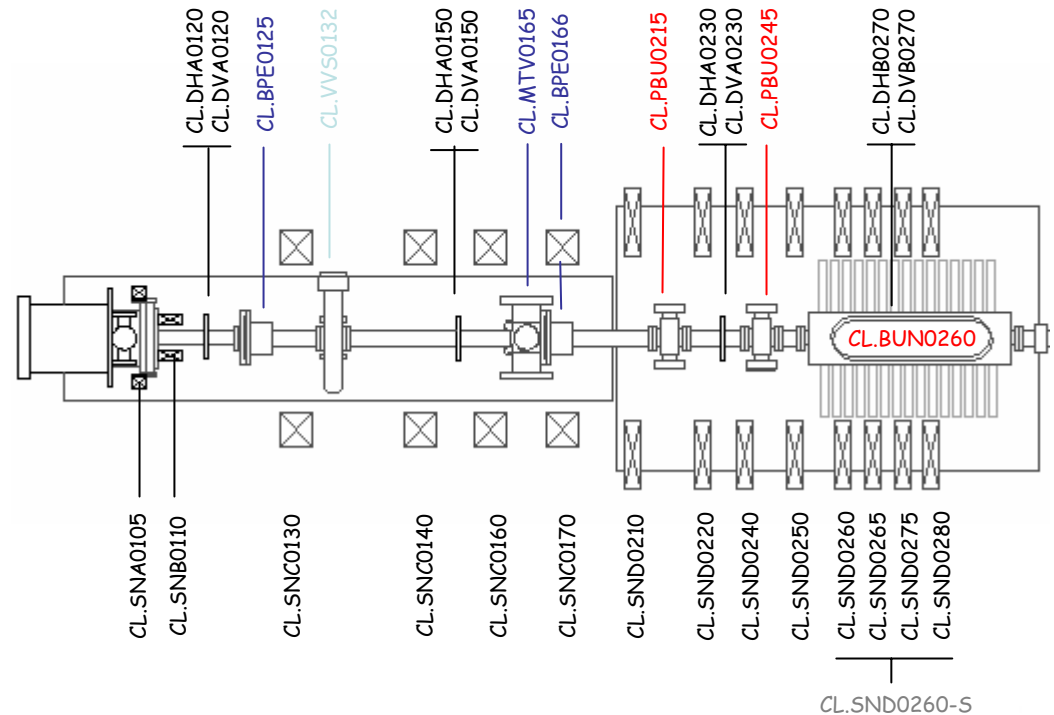 CL.DHA0120
CL.DVA0120
CL.BPE0125
CL.VVS0132
CL.DHA0150
CL.DVA0150
CL.MTV0165
CL.BPE0166
CL.PBU0215
CL.DHA0230
CL.DVA0230
CL.PBU0245
CL.DHB0270
CL.DVB0270
CL.BUN0260
CL.SNA0105
CL.SNB0110
CL.SNC0130
CL.SNC0140
CL.SNC0160
CL.SNC0170
CL.SND0210
CL.SND0220
CL.SND0240
CL.SND0250
CL.SND0260
CL.SND0265
CL.SND0275
CL.SND0280
CL.SND0260-S